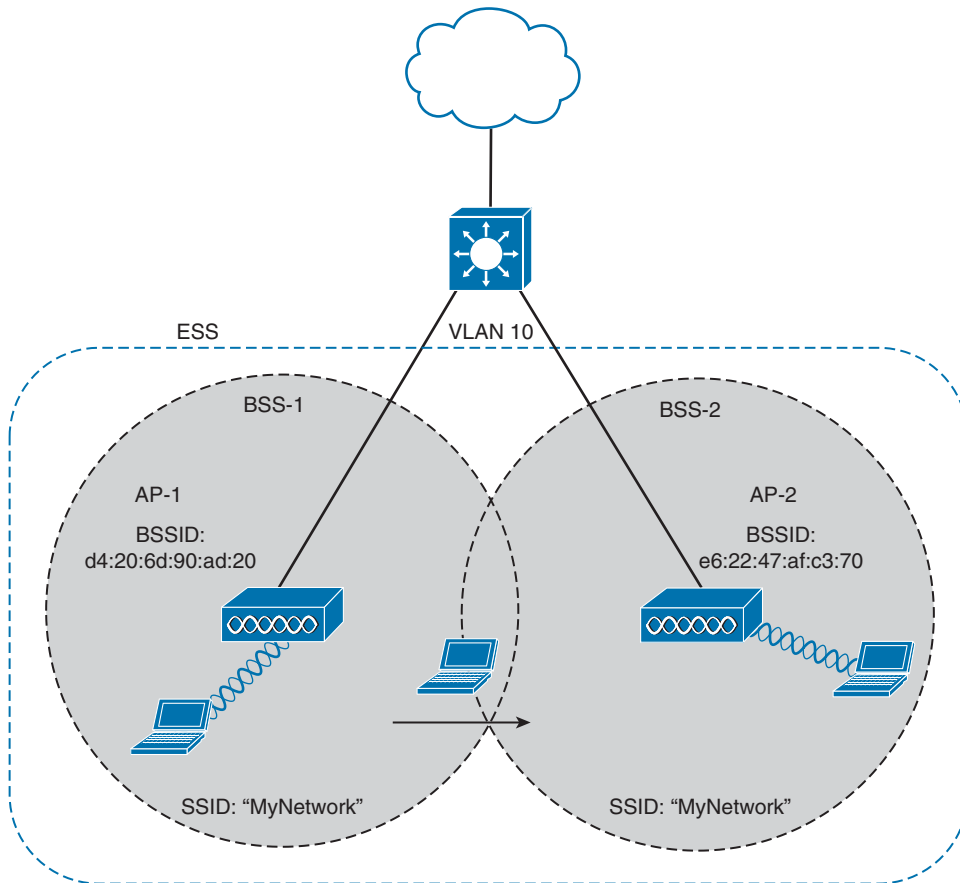 ESS
VLAN 10
BSS-1
BSS-2
AP-1
BSSID:
d4:20:6d:90:ad:20
AP-2
BSSID:
e6:22:47:af:c3:70
SSID: “MyNetwork”
SSID: “MyNetwork”